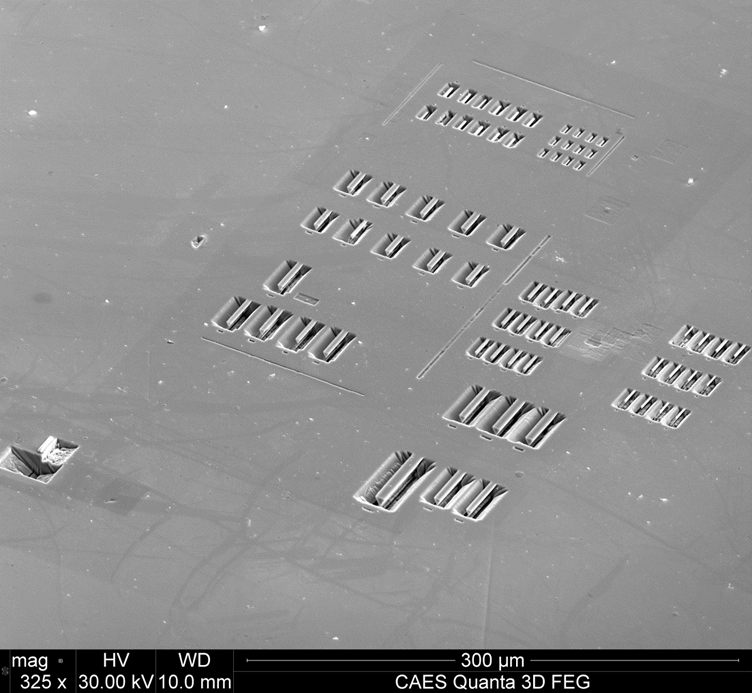 mag HV WD 300 µm
325 x 30.00 kV 10.0 mm CAES Quanta 3D FEG